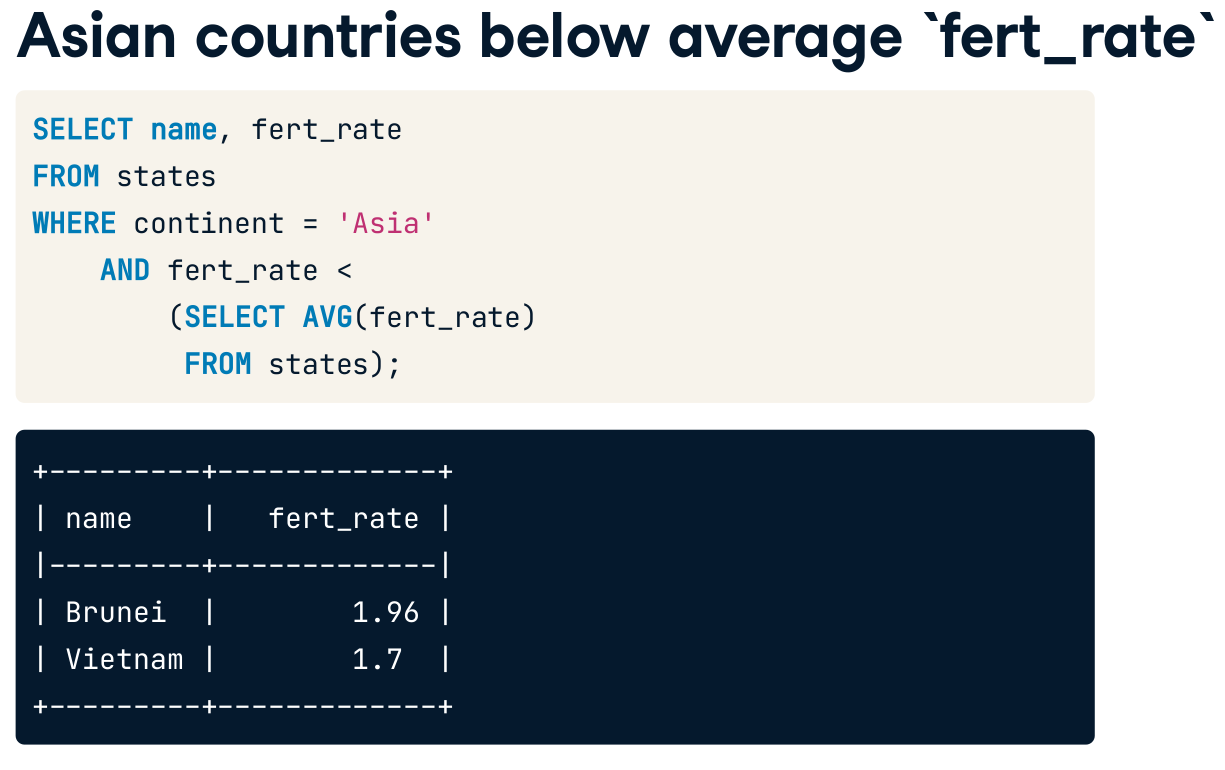 Asian countries below average `fert_rate`
SELECT name, fert_rate
FROM states
WHERE continent = 'Asia'
    AND fert_rate <
        (SELECT AVG(fert_rate)
         FROM states);
+---------+-------------+
| name    |   fert_rate |
|---------+-------------|
| Brunei  |        1.96 |
| Vietnam |        1.7  |
+---------+-------------+